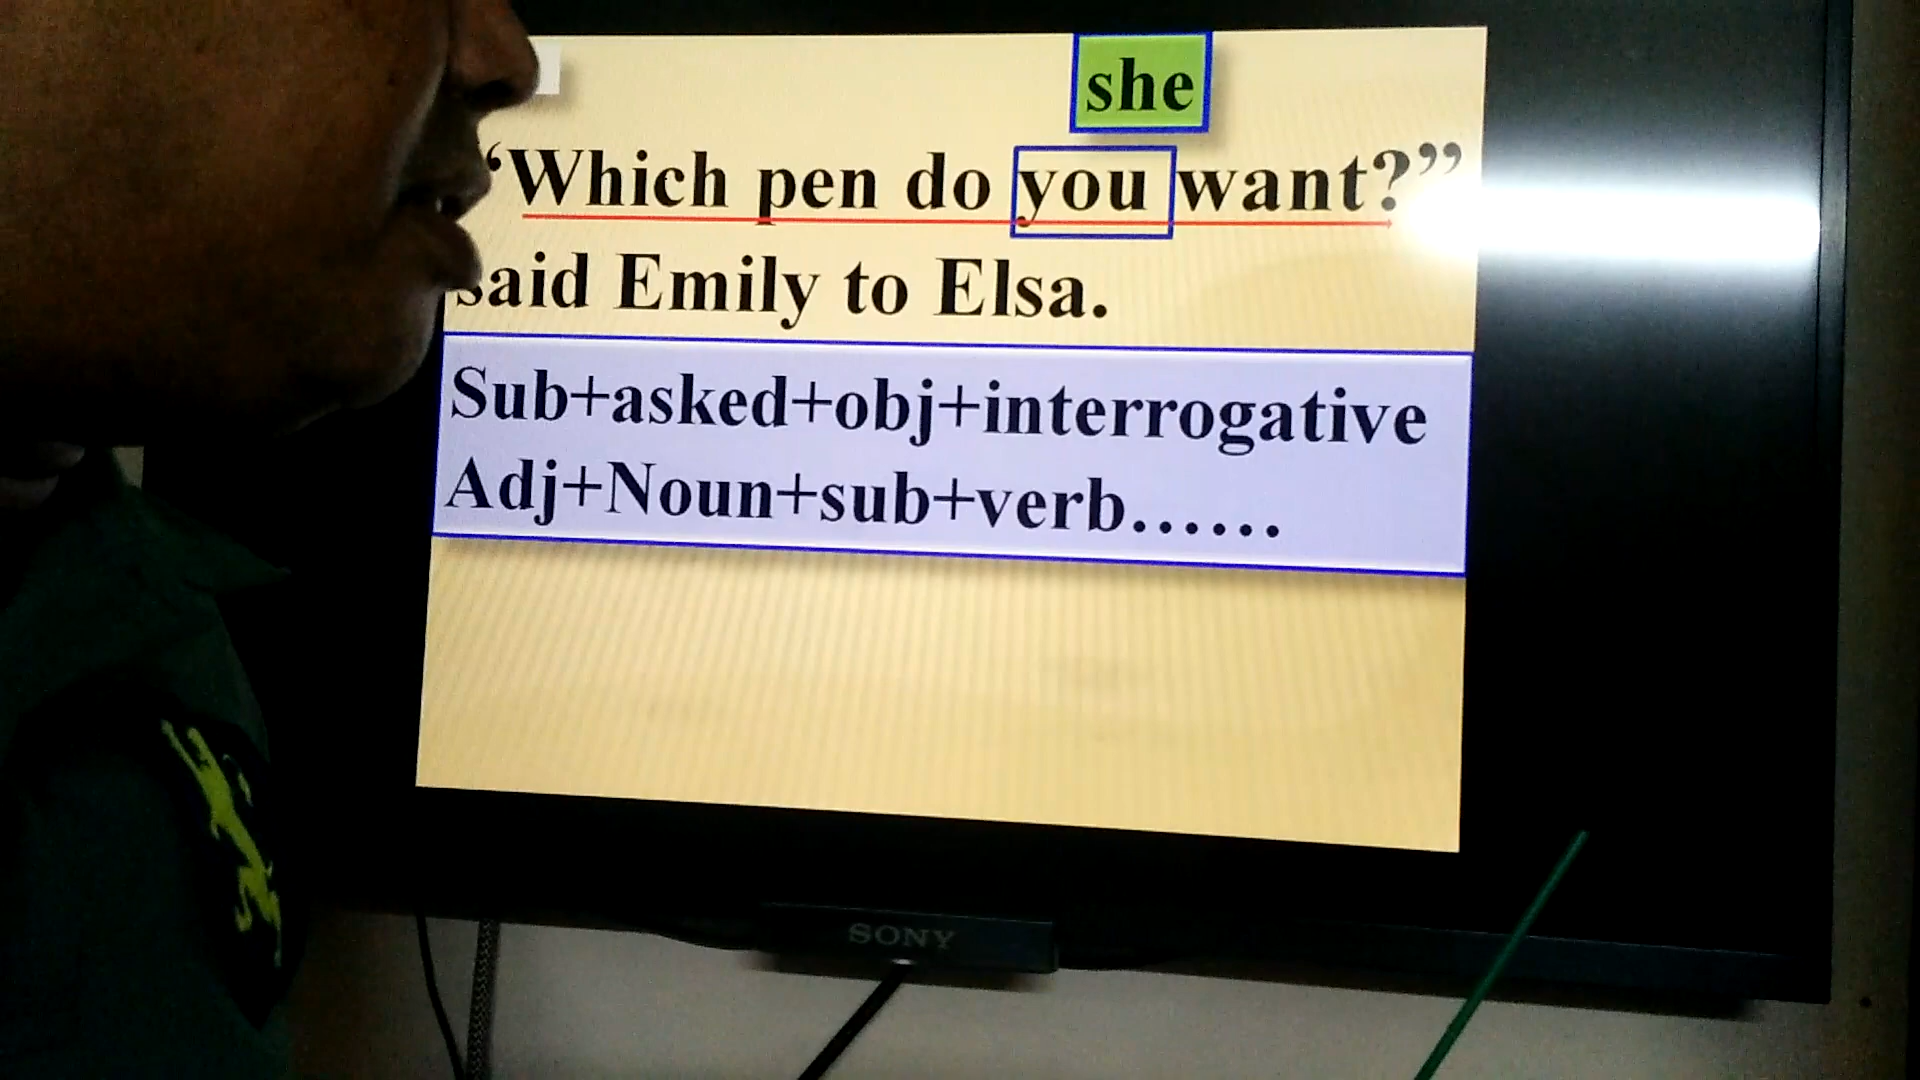 she
“Which pen do you want?”
said Emily to Elsa.
Sub+asked+obj+interrogative
Adj+Noun+sub+verb......
SONY